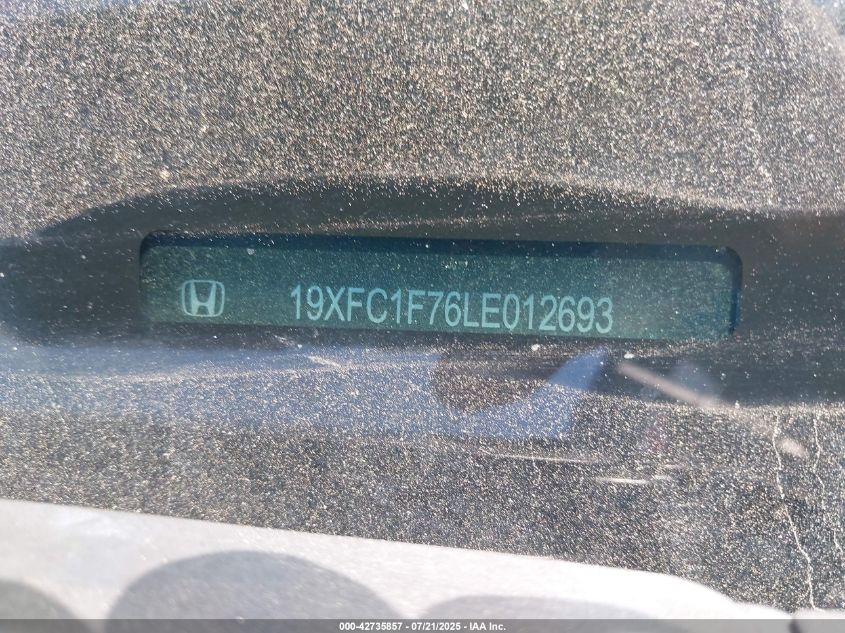 19XFC1F76LE012693
000-42735857 - 07/21/2025 - IAA Inc.